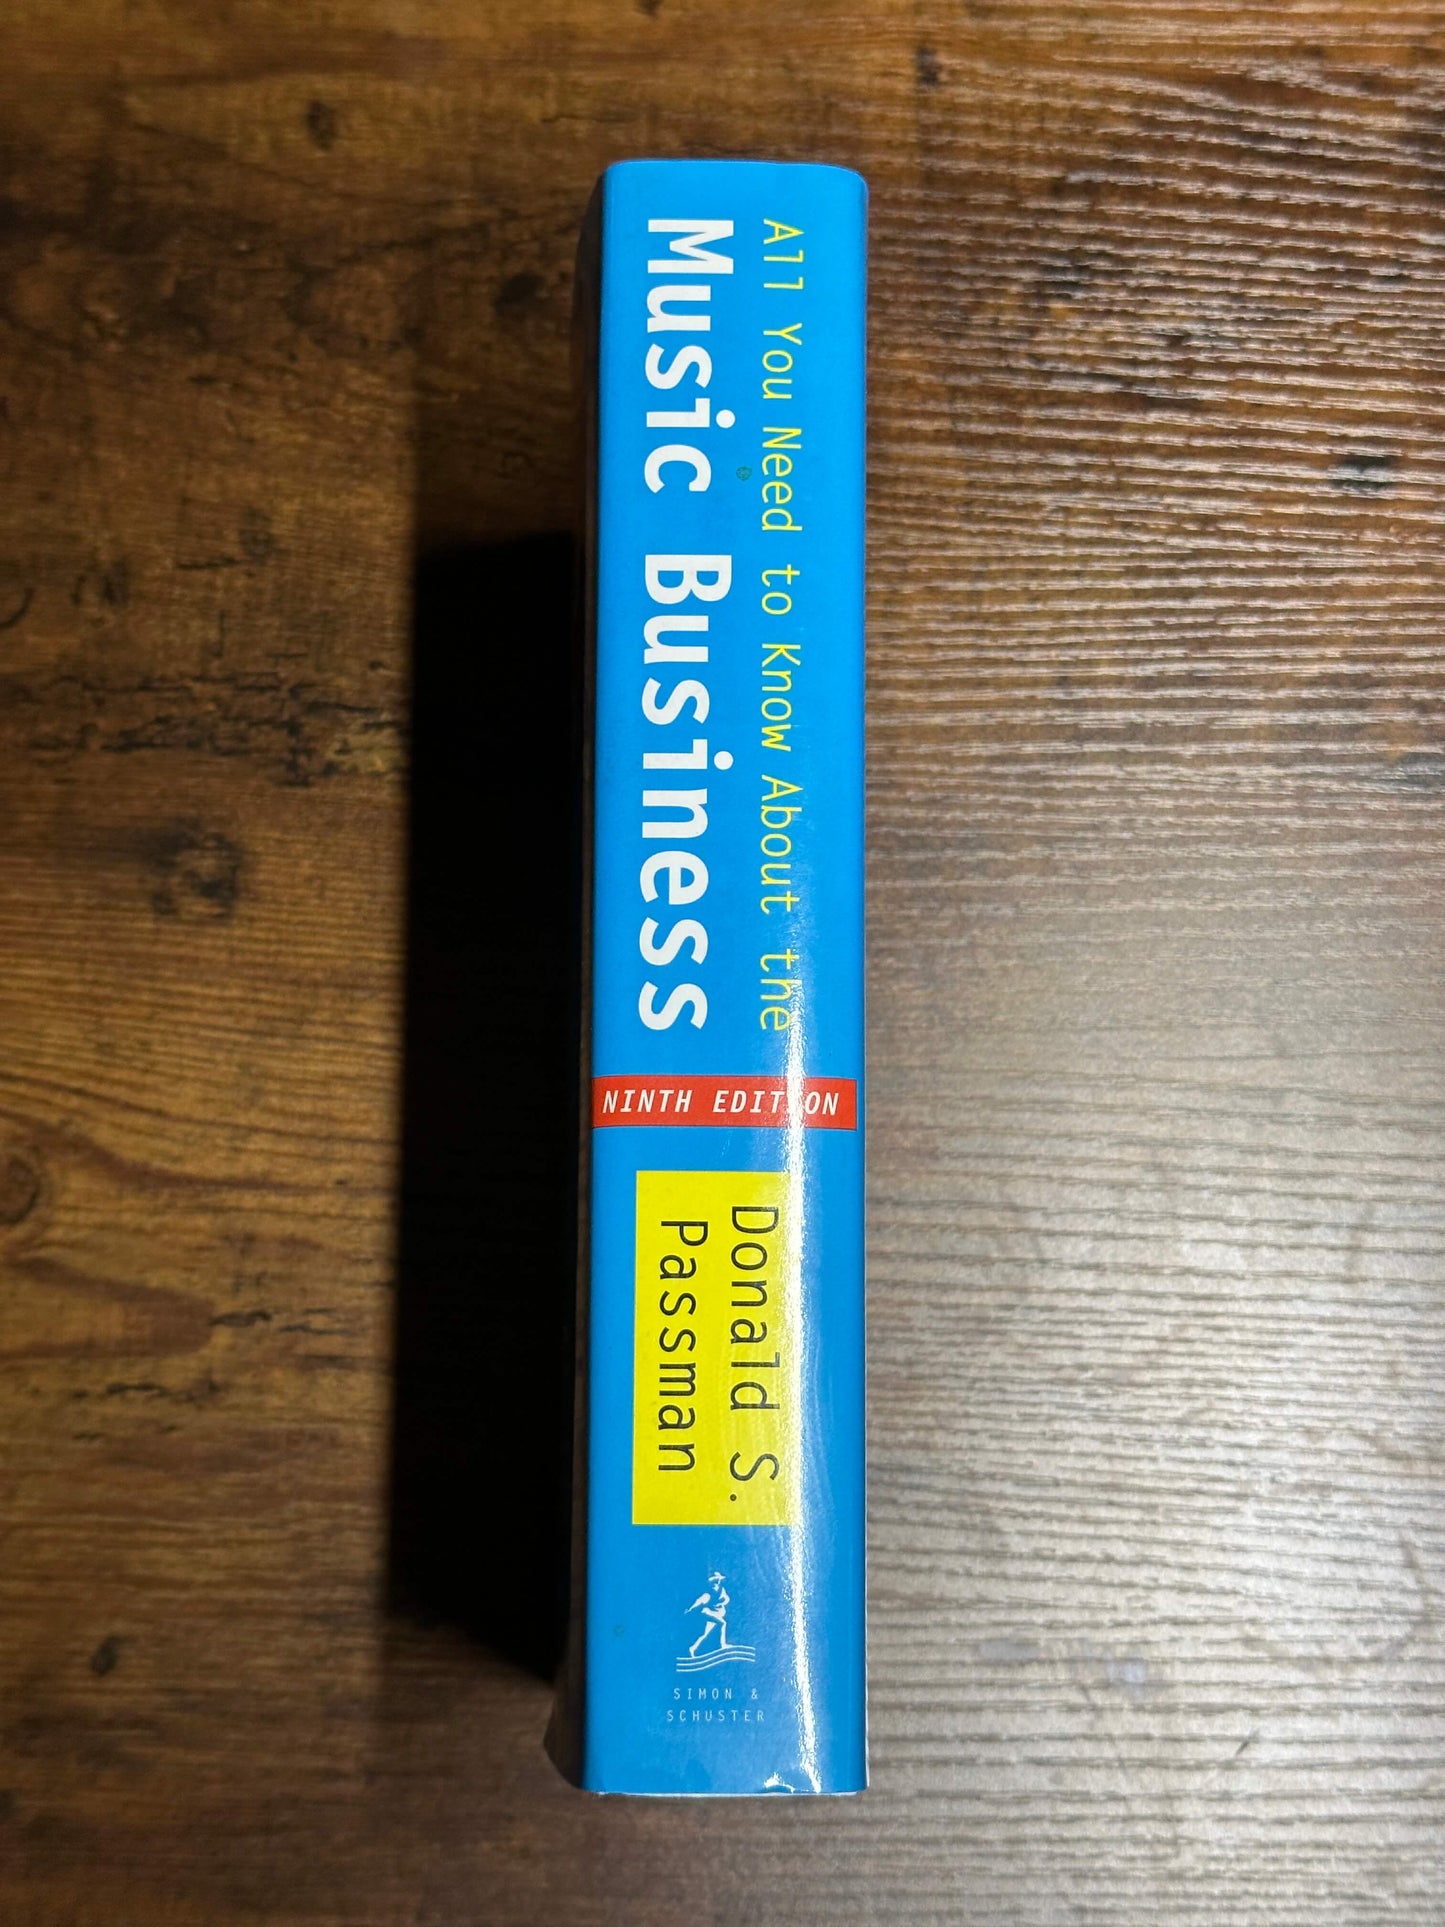 All You Need to Know About the
Music Business
NINTH EDITION
Donald S.
Passman
SIMON &
SCHUSTER